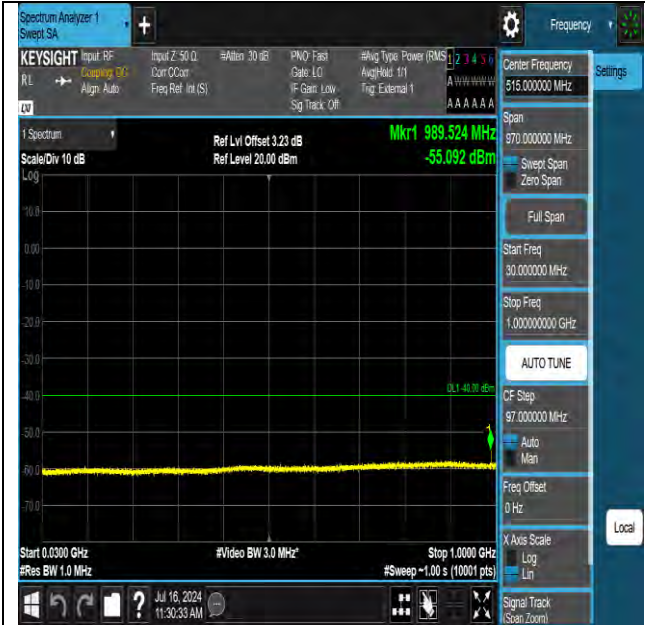 Spectrum Analyzer 1
Swept SA
+
Frequency
KEYSIGHT
RL
Input: RF
Coupling: DC
Align: Auto
Input Z: 50 Ω
Corr CCorr
Freq Ref: Int (S)
#Atten: 30 dB
PNO: Fast
Gate: LO
IF Gain: Low
Sig Track: Off
#Avg Type: Power (RMS)
Avg|Hold: 1/1
Trig: External 1
1 2 3 4 5 6
A W W W W W
A A A A A A
LXI
1 Spectrum
Scale/Div 10 dB
Log
Ref Lvl Offset 3.23 dB
Ref Level 20.00 dBm
Mkr1 989.524 MHz
-55.092 dBm
10.0
0.00
-10.0
-20.0
-30.0
-40.0
-50.0
-60.0
-70.0
DL1 -40.00 dBm
1
Start 0.0300 GHz
#Res BW 1.0 MHz
#Video BW 3.0 MHz*
Stop 1.0000 GHz
#Sweep ~1.00 s (10001 pts)
Center Frequency
515.000000 MHz
Settings
Span
970.000000 MHz
Swept Span
Zero Span
Full Span
Start Freq
30.000000 MHz
Stop Freq
1.000000000 GHz
AUTO TUNE
CF Step
97.000000 MHz
Auto
Man
Freq Offset
0 Hz
X Axis Scale
Log
Lin
Signal Track
(Span Zoom)
Local
?
Jul 16, 2024
11:30:33 AM